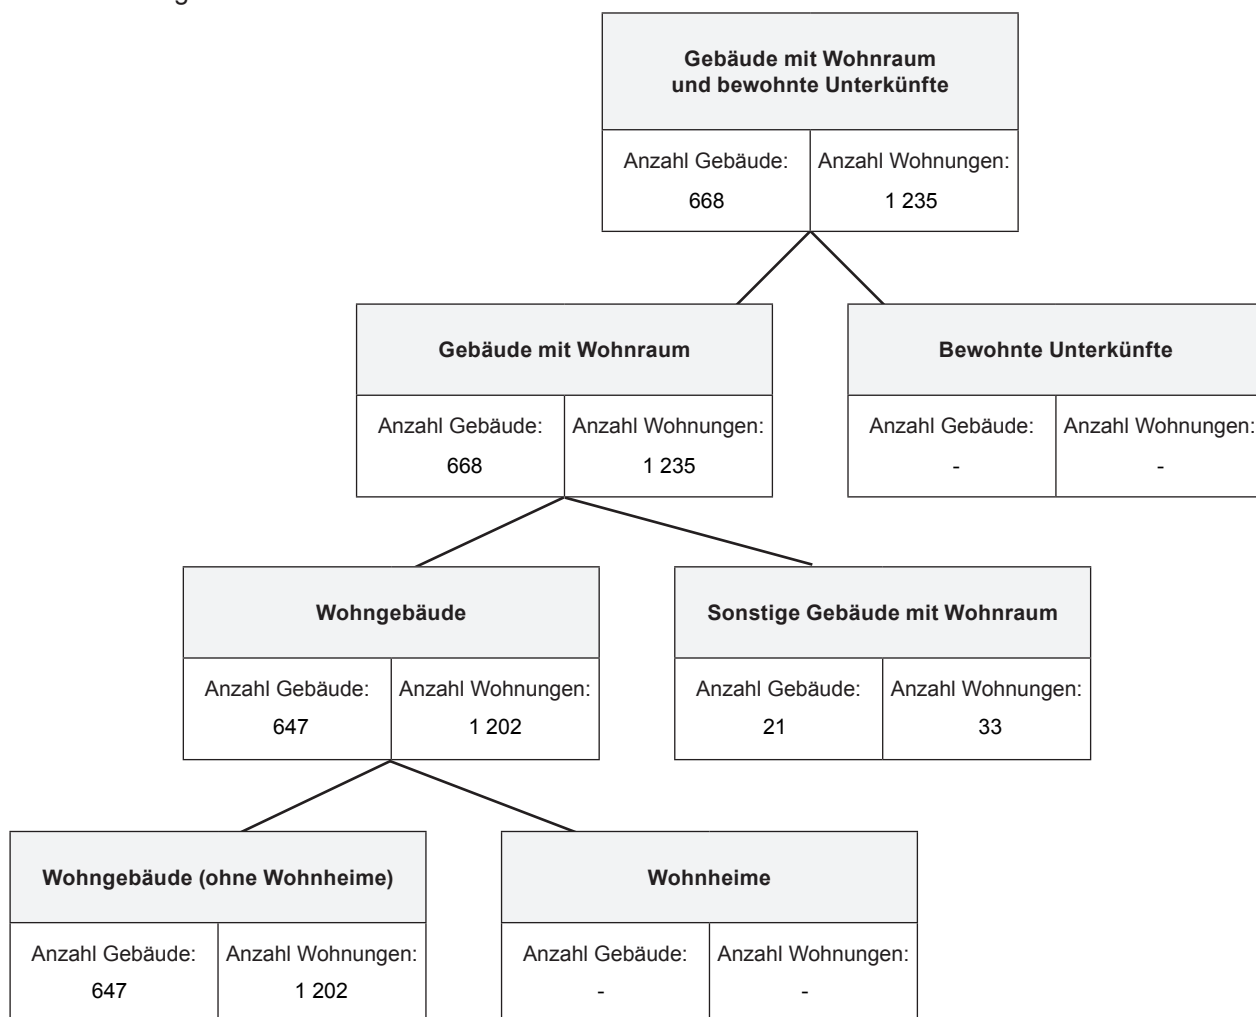 Gebäude mit Wohnraum
und bewohnte Unterkünfte
Anzahl Gebäude: Anzahl Wohnungen:
668 1 235
Gebäude mit Wohnraum
Anzahl Gebäude: Anzahl Wohnungen:
668 1 235
Bewohnte Unterkünfte
Anzahl Gebäude: Anzahl Wohnungen:
- -
Wohngebäude
Anzahl Gebäude: Anzahl Wohnungen:
647 1 202
Sonstige Gebäude mit Wohnraum
Anzahl Gebäude: Anzahl Wohnungen:
21 33
Wohngebäude (ohne Wohnheime)
Anzahl Gebäude: Anzahl Wohnungen:
647 1 202
Wohnheime
Anzahl Gebäude: Anzahl Wohnungen:
- -